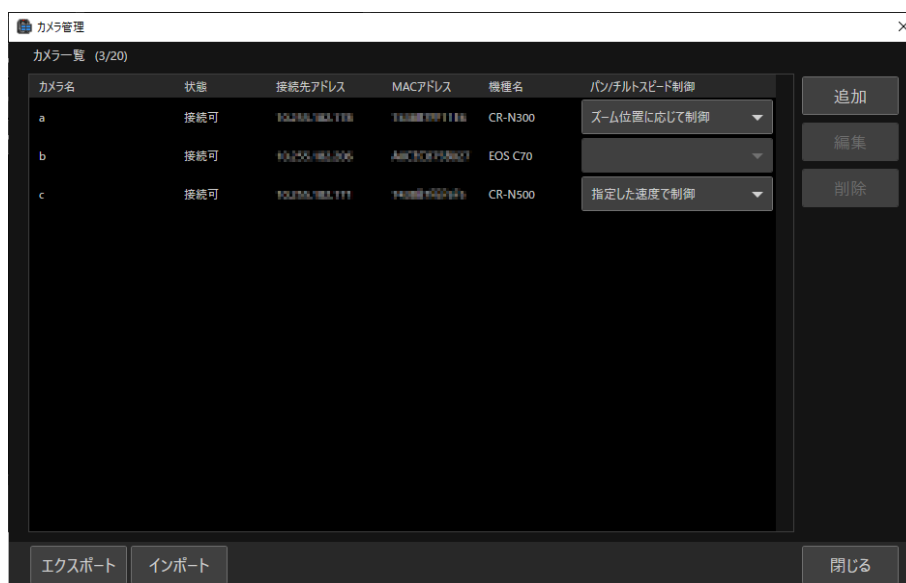 カメラ管理
カメラ一覧 (3/20)
カメラ名 状態 接続先アドレス MACアドレス 機種名 パン/チルトスピード制御
a 接続可 CR-N300 ズーム位置に応じて制御
b 接続可 EOS C70
c 接続可 CR-N500 指定した速度で制御
追加
編集
削除
エクスポート インポート 閉じる